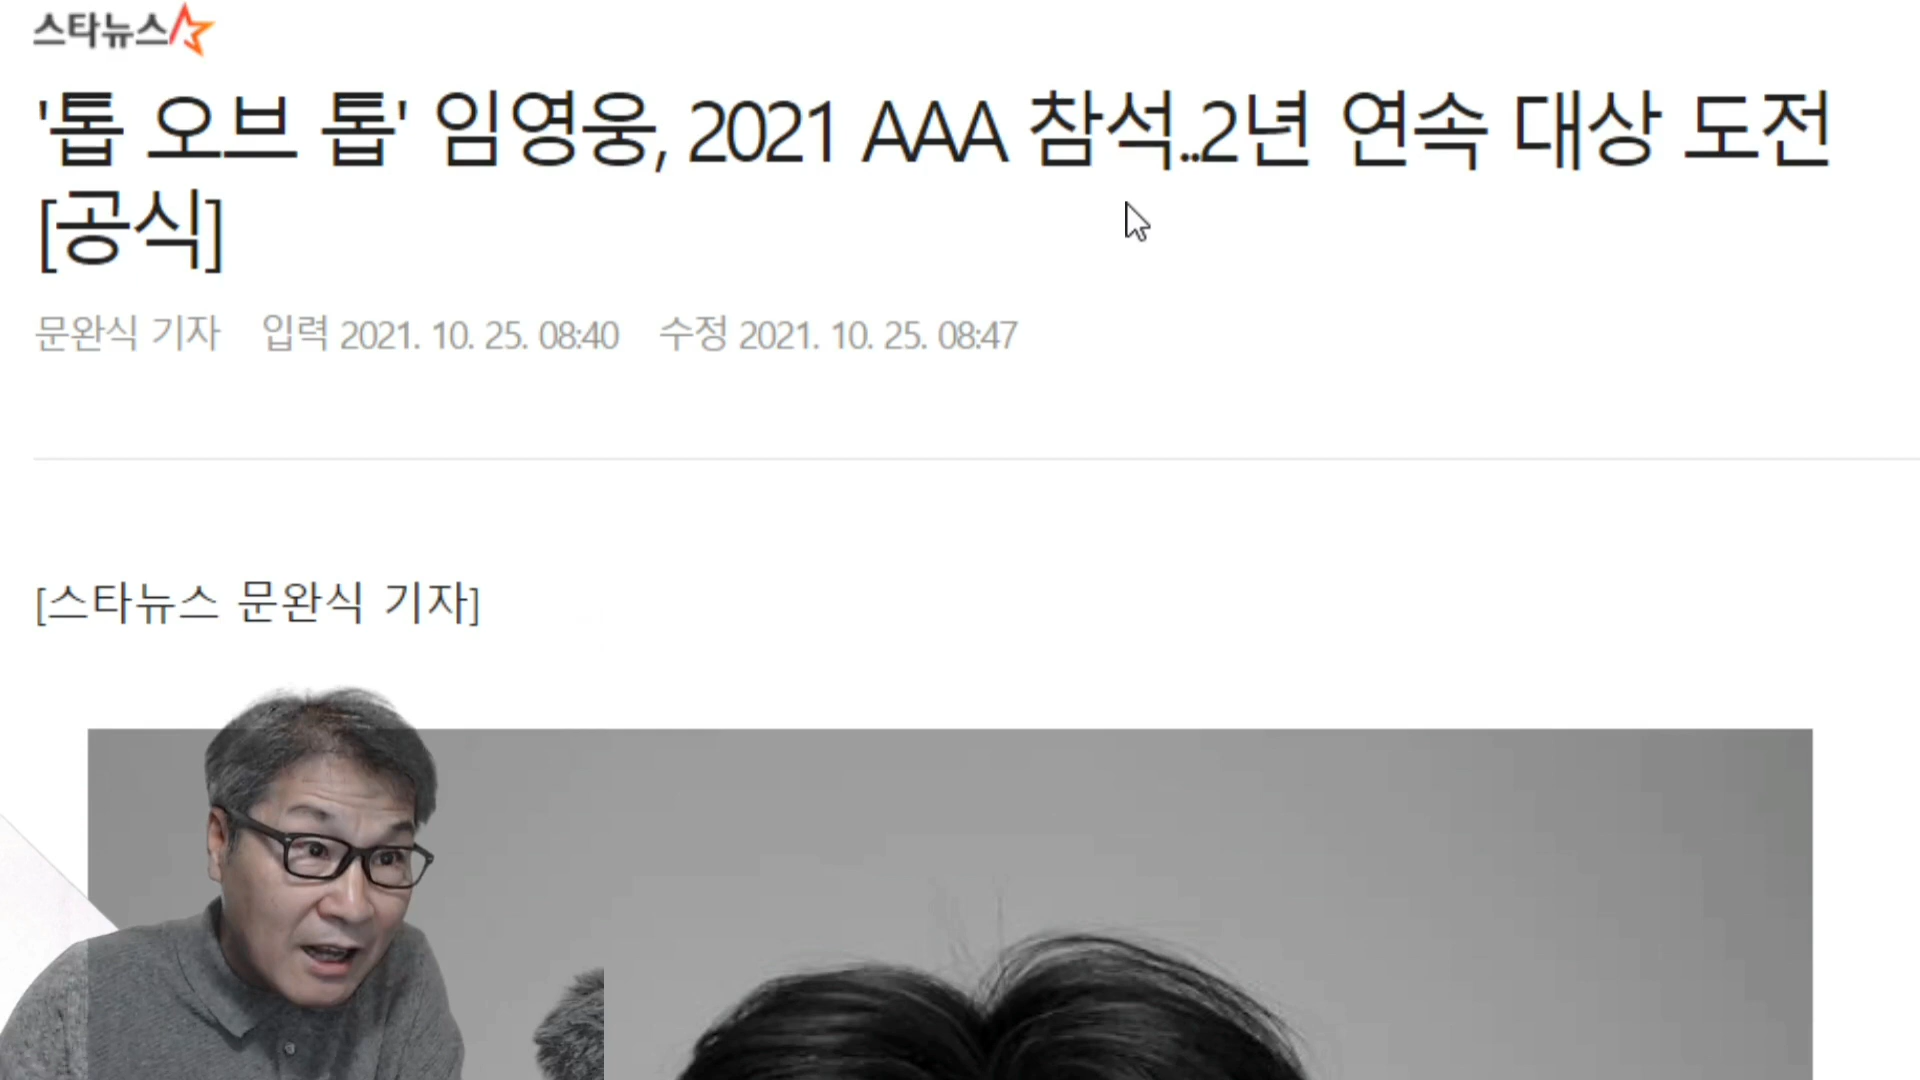 스타뉴스
'톱 오브 톱' 임영웅, 2021 AAA 참석..2년 연속 대상 도전
[공식]
문완식 기자 입력 2021. 10. 25. 08:40 수정 2021. 10. 25. 08:47
[스타뉴스 문완식 기자]